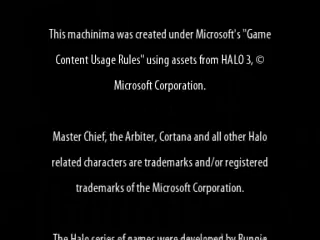 This machinima was created under Microsoft's "Game
Content Usage Rules" using assets from HALO 3, ©
Microsoft Corporation.
Master Chief, the Arbiter, Cortana and all other Halo
related characters are trademarks and/or registered
trademarks of the Microsoft Corporation.
The Halo series of games were developed by Bungie